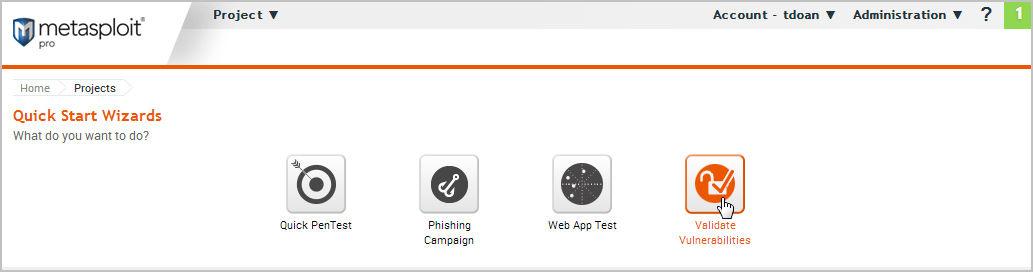 metasploit®
pro
Project ▼
Account - tdoan ▼
Administration ▼
?
1
Home
Projects
Quick Start Wizards
What do you want to do?
Quick PenTest
Phishing
Campaign
Web App Test
Validate
Vulnerabilities